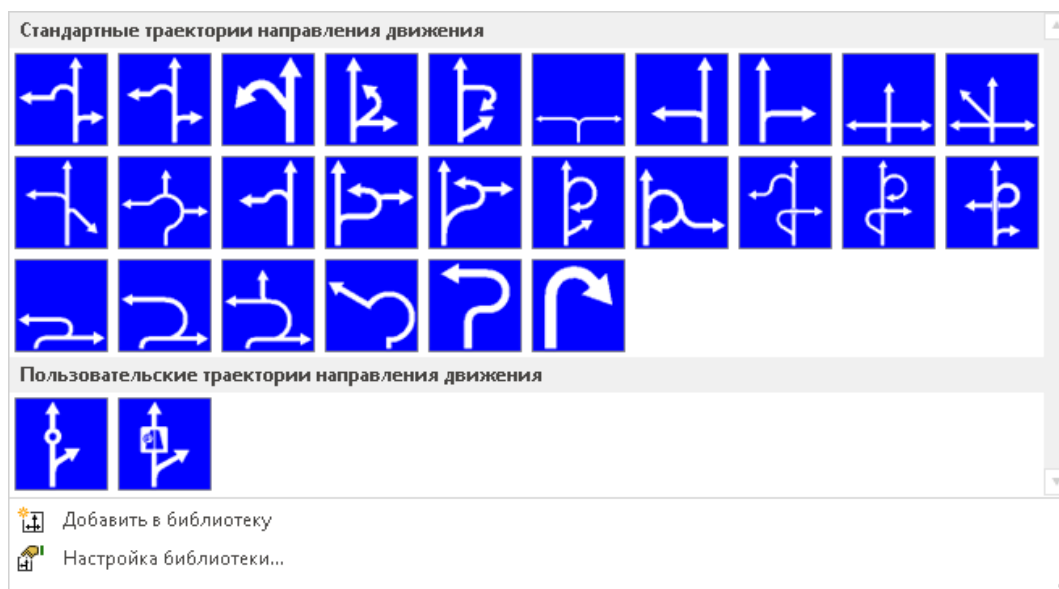 Стандартные траектории направления движения
Пользовательские траектории направления движения
Добавить в библиотеку
Настройка библиотеки...